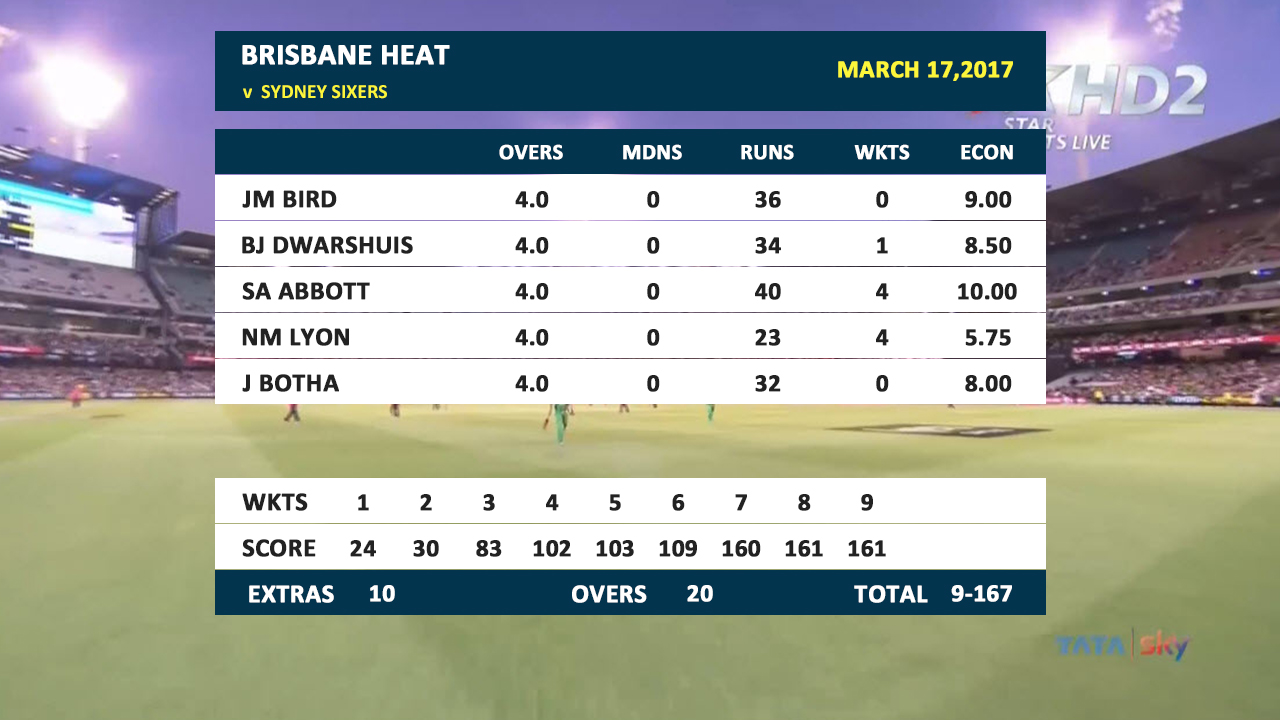 BRISBANE HEAT
v SYDNEY SIXERS
MARCH 17,2017
HD2
STAR
TS LIVE
OVERS MDNS RUNS WKTS ECON
JM BIRD 4.0 0 36 0 9.00
BJ DWARSHUIS 4.0 0 34 1 8.50
SA ABBOTT 4.0 0 40 4 10.00
NM LYON 4.0 0 23 4 5.75
J BOTHA 4.0 0 32 0 8.00
WKTS 1 2 3 4 5 6 7 8 9
SCORE 24 30 83 102 103 109 160 161 161
EXTRAS 10 OVERS 20 TOTAL 9-167
TATA sky